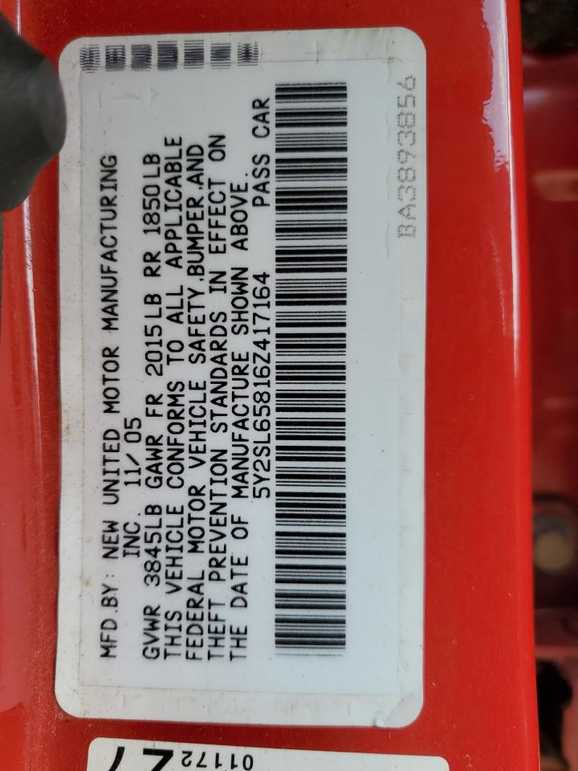 MFD.BY: NEW UNITED MOTOR MANUFACTURING
INC. 11/05
GVWR 3845LB GAWR FR 2015LB RR 1850LB
THIS VEHICLE CONFORMS TO ALL APPLICABLE
FEDERAL MOTOR VEHICLE SAFETY,BUMPER,AND
THEFT PREVENTION STANDARDS IN EFFECT ON
THE DATE OF MANUFACTURE SHOWN ABOVE.
5Y2SL65816Z417164 PASS CAR
BA3893856
01172